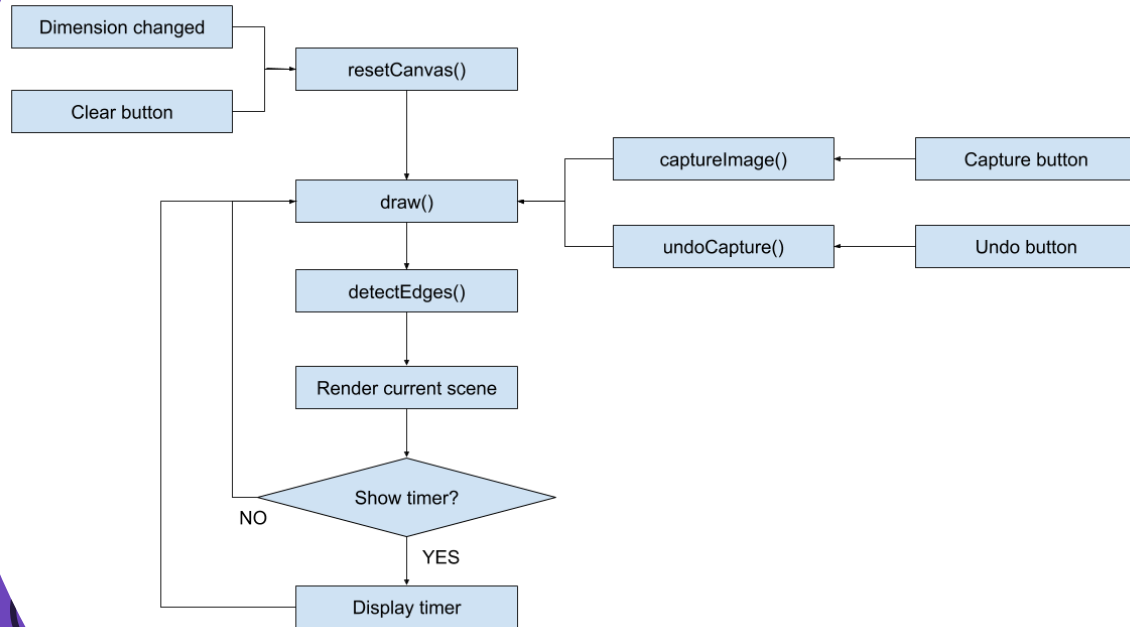 Dimension changed
resetCanvas()
Clear button
captureImage()
Capture button
draw()
undoCapture()
Undo button
detectEdges()
Render current scene
Show timer?
NO
YES
Display timer